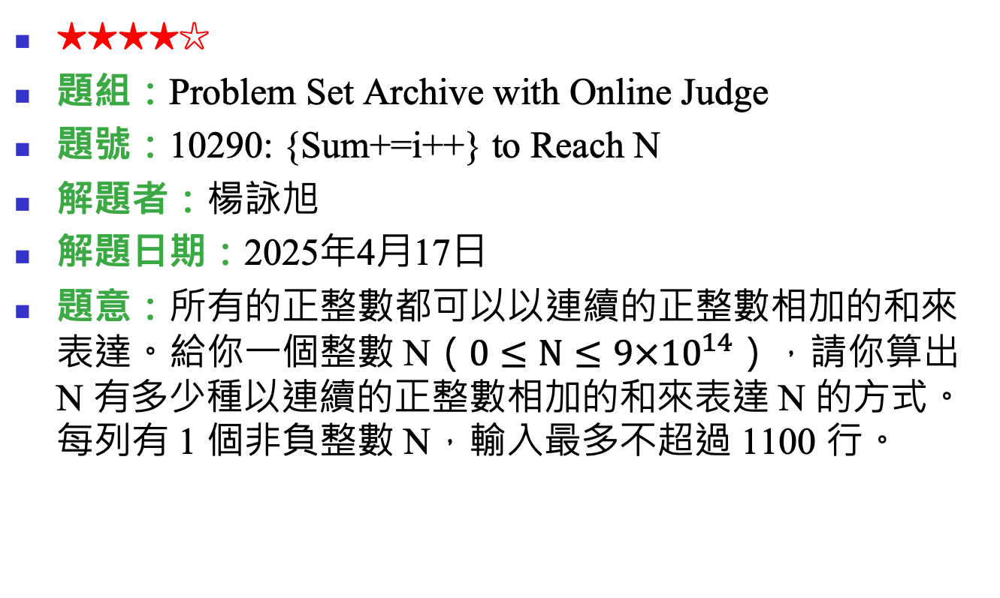 ★★★★☆
題組：Problem Set Archive with Online Judge
題號：10290: {Sum+=i++} to Reach N
解題者：楊詠旭
解題日期：2025年4月17日
題意：所有的正整數都可以以連續的正整數相加的和來
表達。給你一個整數 N（0 ≤ N ≤ 9×10¹⁴），請你算出
N 有多少種以連續的正整數相加的和來表達 N 的方式。
每列有 1 個非負整數 N，輸入最多不超過 1100 行。